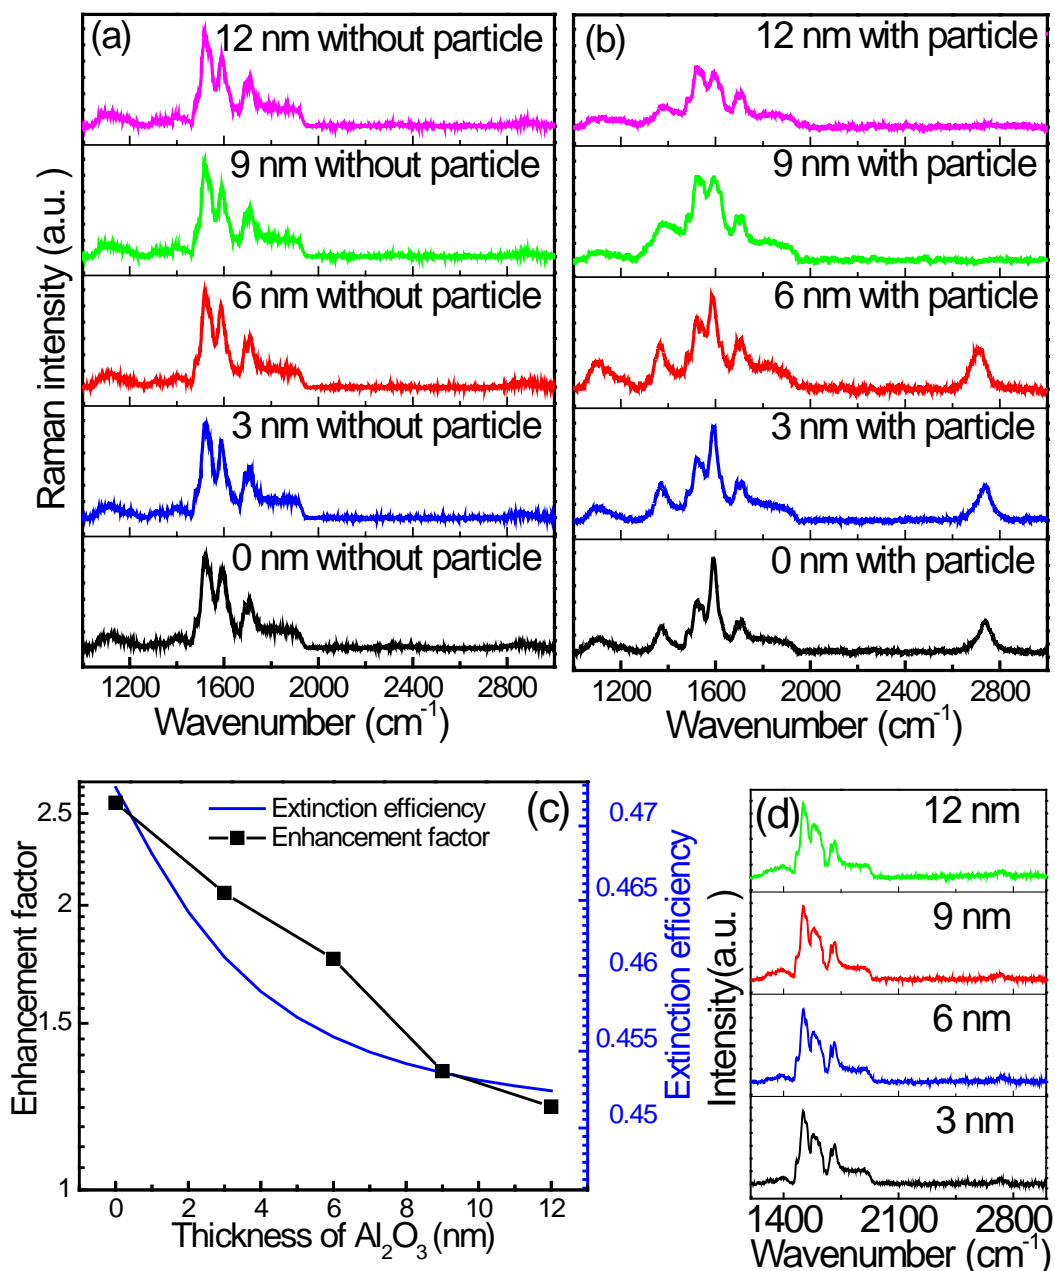 (a)
12 nm without particle
9 nm without particle
6 nm without particle
3 nm without particle
0 nm without particle
Raman intensity (a.u.)
1200 1600 2000 2400 2800
Wavenumber (cm⁻¹)
(b)
12 nm with particle
9 nm with particle
6 nm with particle
3 nm with particle
0 nm with particle
1200 1600 2000 2400 2800
Wavenumber (cm⁻¹)
(c)
Extinction efficiency
Enhancement factor
2.5
2
1.5
1
Enhancement factor
0.47
0.465
0.46
0.455
0.45
Extinction efficiency
0 2 4 6 8 10 12
Thickness of Al₂O₃ (nm)
(d)
12 nm
9 nm
6 nm
3 nm
Intensity(a.u.)
1400 2100 2800
Wavenumber (cm⁻¹)